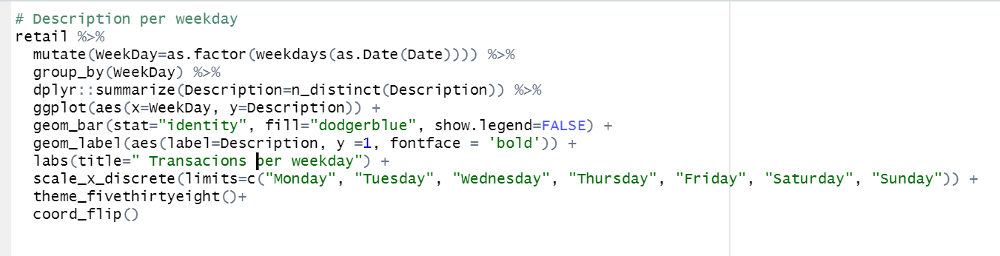 # Description per weekday
retail %>%
  mutate(WeekDay=as.factor(weekdays(as.Date(Date)))) %>%
  group_by(WeekDay) %>%
  dplyr::summarize(Description=n_distinct(Description)) %>%
  ggplot(aes(x=WeekDay, y=Description)) +
  geom_bar(stat="identity", fill="dodgerblue", show.legend=FALSE) +
  geom_label(aes(label=Description, y =1, fontface = 'bold')) +
  labs(title=" Transacions per weekday") +
  scale_x_discrete(limits=c("Monday", "Tuesday", "Wednesday", "Thursday", "Friday", "Saturday", "Sunday")) +
  theme_fivethirtyeight()+
  coord_flip()